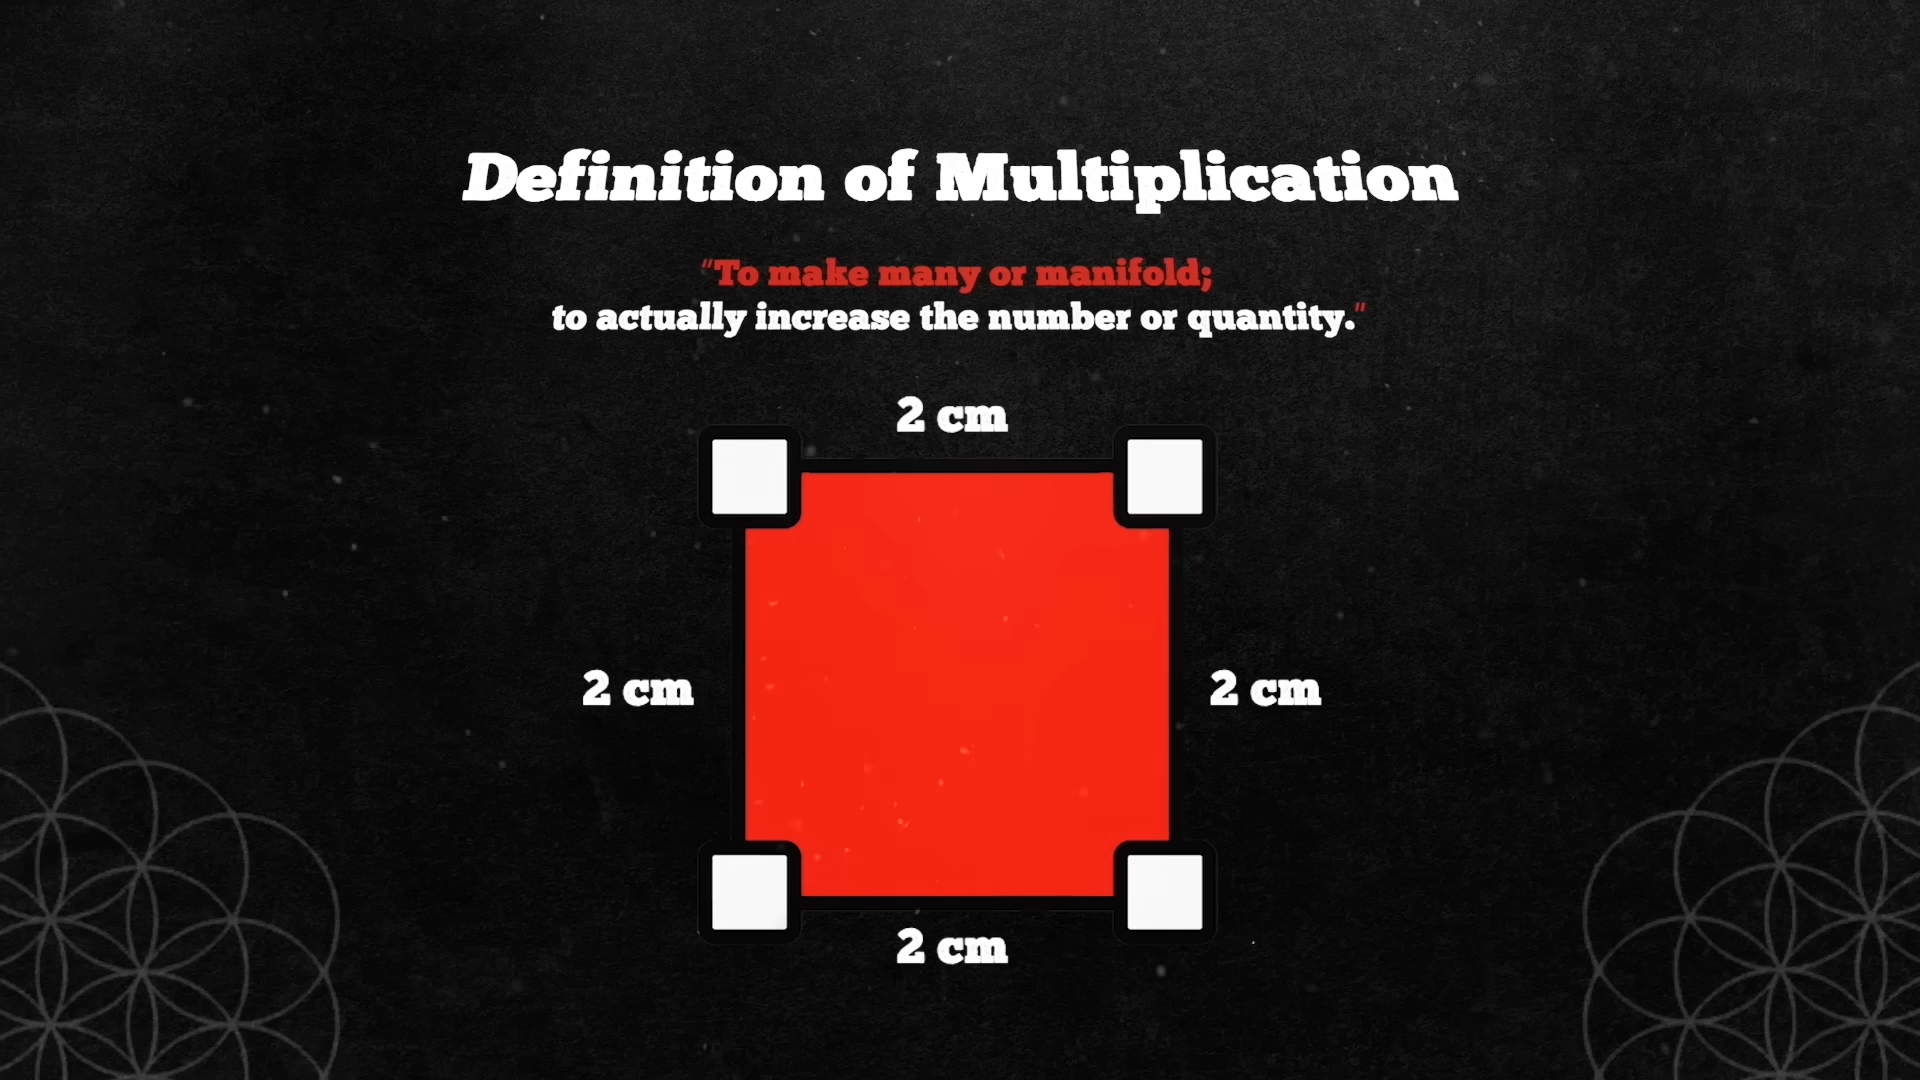 Definition of Multiplication
"To make many or manifold;
to actually increase the number or quantity."
2 cm
2 cm
2 cm
2 cm